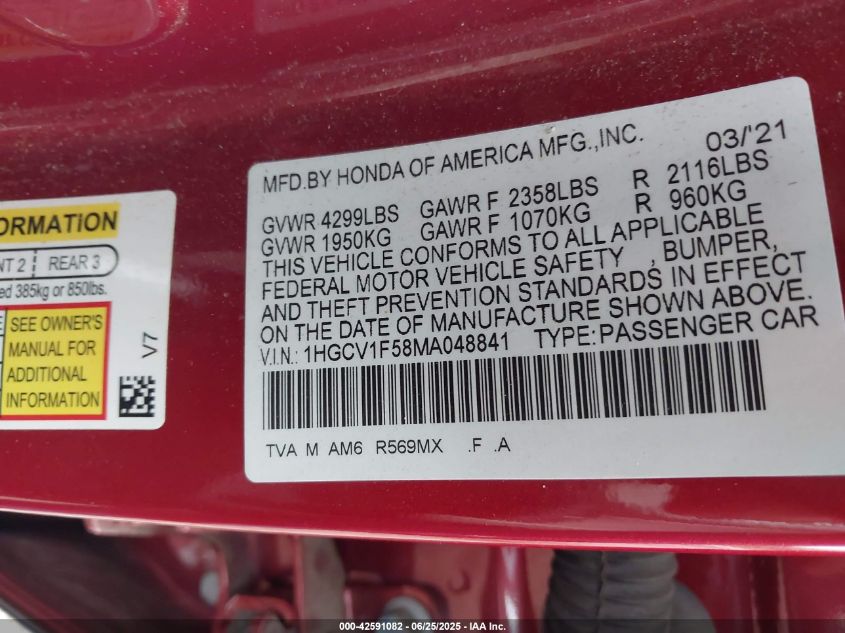 MFD.BY HONDA OF AMERICA MFG.,INC. 03/'21
GVWR 4299LBS GAWR F 2358LBS R 2116LBS
GVWR 1950KG GAWR F 1070KG R 960KG
THIS VEHICLE CONFORMS TO ALL APPLICABLE
FEDERAL MOTOR VEHICLE SAFETY , BUMPER,
AND THEFT PREVENTION STANDARDS IN EFFECT
ON THE DATE OF MANUFACTURE SHOWN ABOVE.
V.I.N.: 1HGCV1F58MA048841 TYPE:PASSENGER CAR
TVA M AM6 R569MX .F .A
ORMATION
NT 2 REAR 3
ed 385kg or 850lbs.
SEE OWNER'S
MANUAL FOR
ADDITIONAL
INFORMATION
V7
000-42591082 - 06/25/2025 - IAAI, Inc.